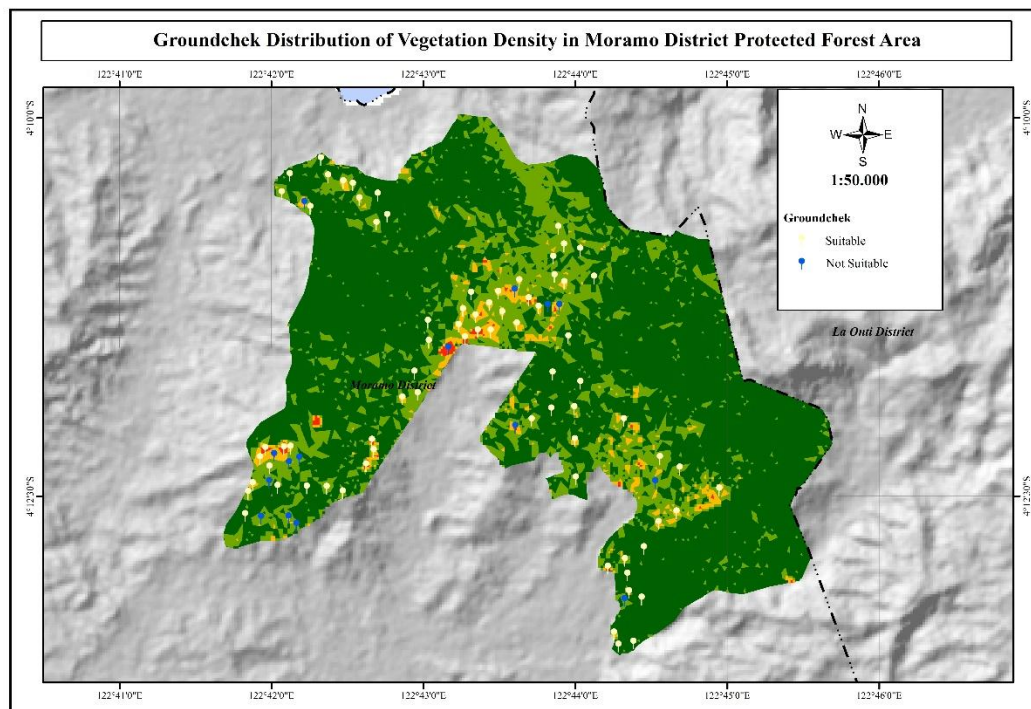 Groundchek Distribution of Vegetation Density in Moramo District Protected Forest Area
122°41'0"E 122°42'0"E 122°43'0"E 122°44'0"E 122°45'0"E 122°46'0"E
4°10'0"S
4°10'0"S
N
W E
S
1:50.000
Groundchek
Suitable
Not Suitable
La Onti District
Moramo District
4°12'30"S
4°12'30"S
122°41'0"E 122°42'0"E 122°43'0"E 122°44'0"E 122°45'0"E 122°46'0"E